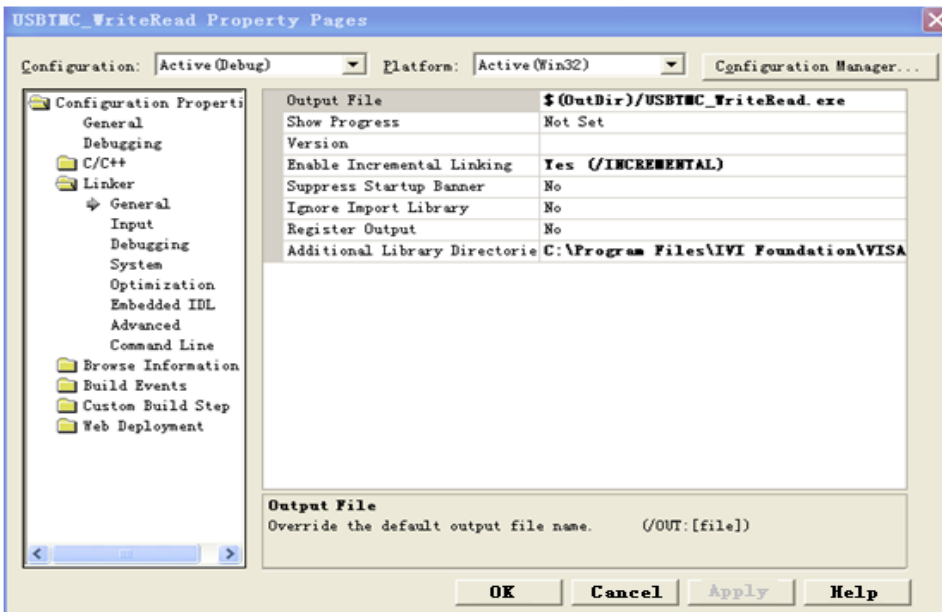 USBTMC_WriteRead Property Pages
Configuration: Active(Debug) Platform: Active(Win32) Configuration Manager...
Configuration Properti
General
Debugging
C/C++
Linker
General
Input
Debugging
System
Optimization
Embedded IDL
Advanced
Command Line
Browse Information
Build Events
Custom Build Step
Web Deployment
Output File $(OutDir)/USBTMC_WriteRead.exe
Show Progress Not Set
Version
Enable Incremental Linking Yes (/INCREMENTAL)
Suppress Startup Banner No
Ignore Import Library No
Register Output No
Additional Library Directorie C:\Program Files\IVI Foundation\VISA
Output File
Override the default output file name. (/OUT:[file])
OK Cancel Apply Help